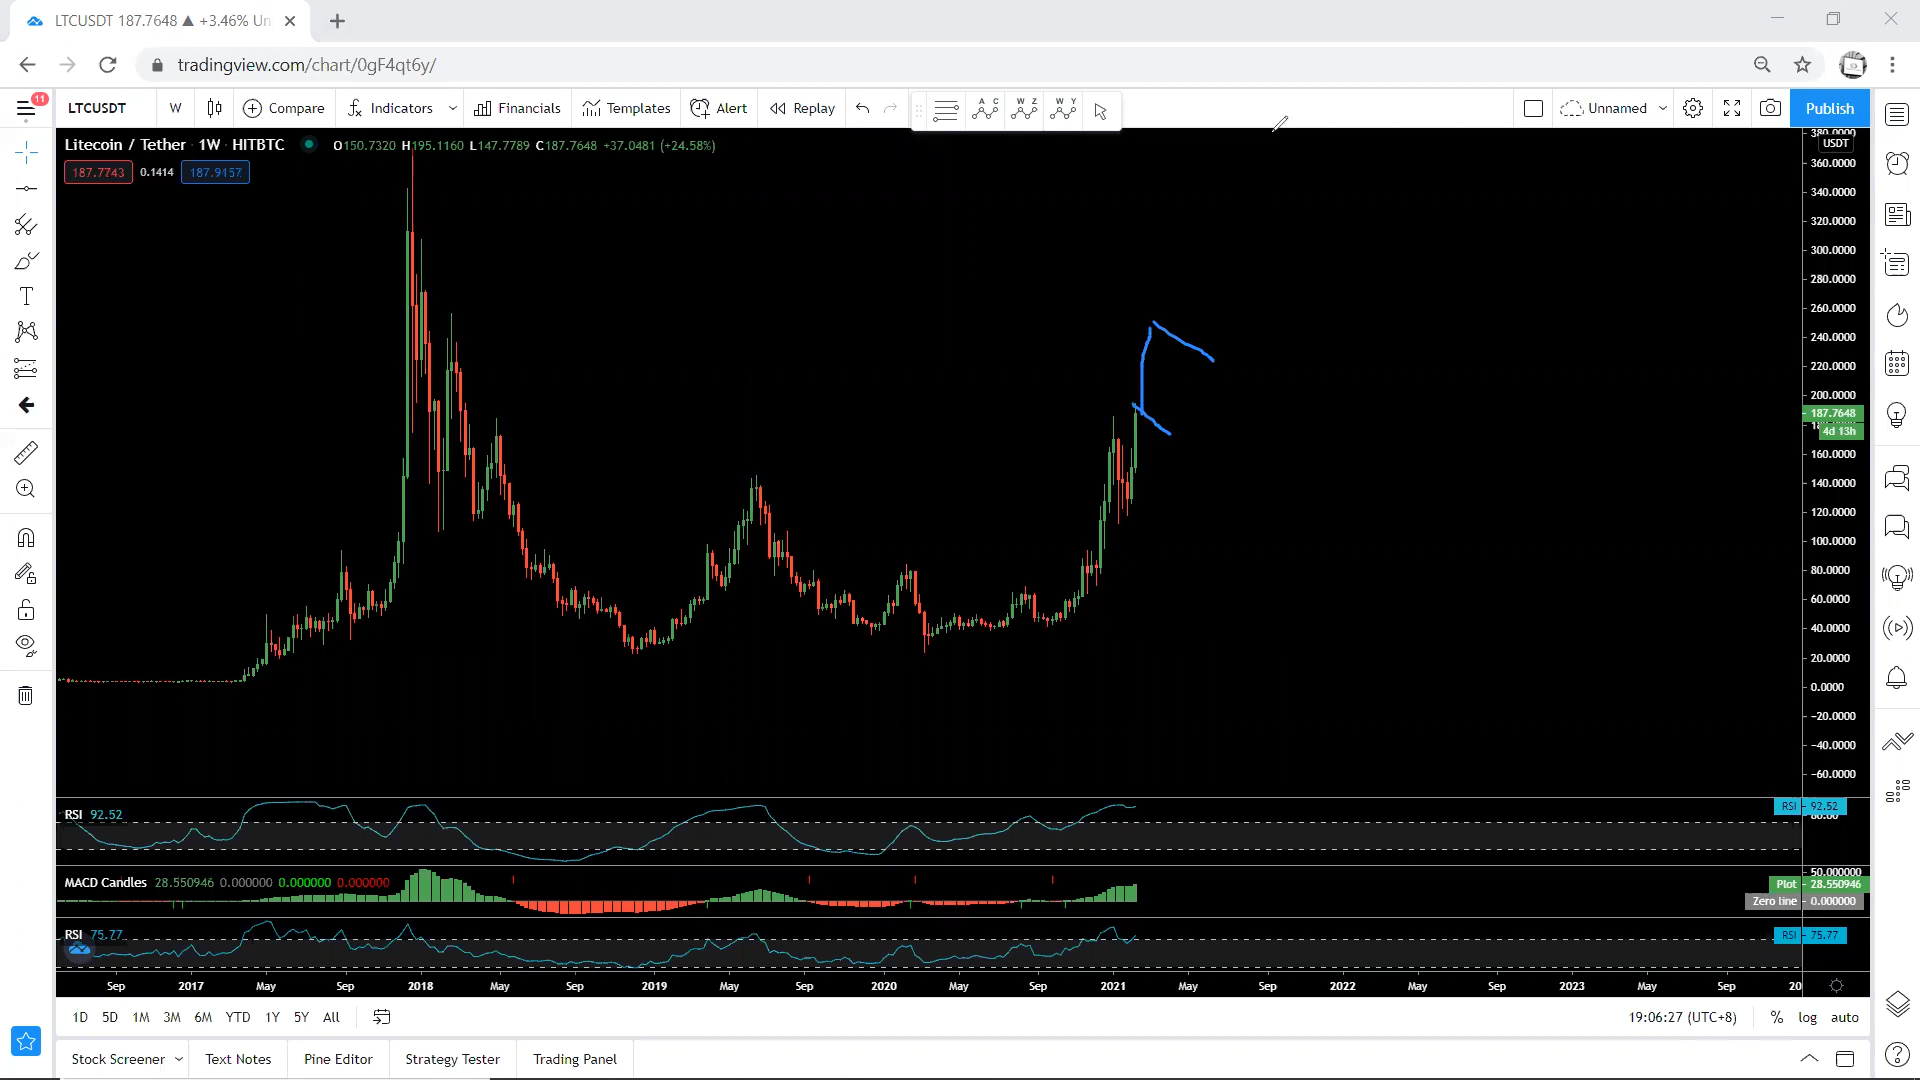 LTCUSDT 187.7648 ▲ +3.46% Un
tradingview.com/chart/0gF4qt6y/
11
LTCUSDT W Compare Indicators Financials Templates Alert Replay A C W Z W Y Unnamed Publish
Litecoin / Tether · 1W · HITBTC O150.7320 H195.1160 L147.7789 C187.7648 +37.0481 (+24.58%)
187.7743 0.1414 187.9157
380.0000
USDT
360.0000
340.0000
320.0000
300.0000
280.0000
260.0000
240.0000
220.0000
200.0000
187.7648
4d 13h
160.0000
140.0000
120.0000
100.0000
80.0000
60.0000
40.0000
20.0000
0.0000
−20.0000
−40.0000
−60.0000
RSI 92.52
RSI 92.52
80.00
MACD Candles 28.550946 0.000000 0.000000 0.000000
50.000000
Plot 28.550946
Zero line 0.000000
RSI 75.77
RSI 75.77
Sep 2017 May Sep 2018 May Sep 2019 May Sep 2020 May Sep 2021 May Sep 2022 May Sep 2023 May Sep 20
1D 5D 1M 3M 6M YTD 1Y 5Y All 19:06:27 (UTC+8) % log auto
Stock Screener Text Notes Pine Editor Strategy Tester Trading Panel